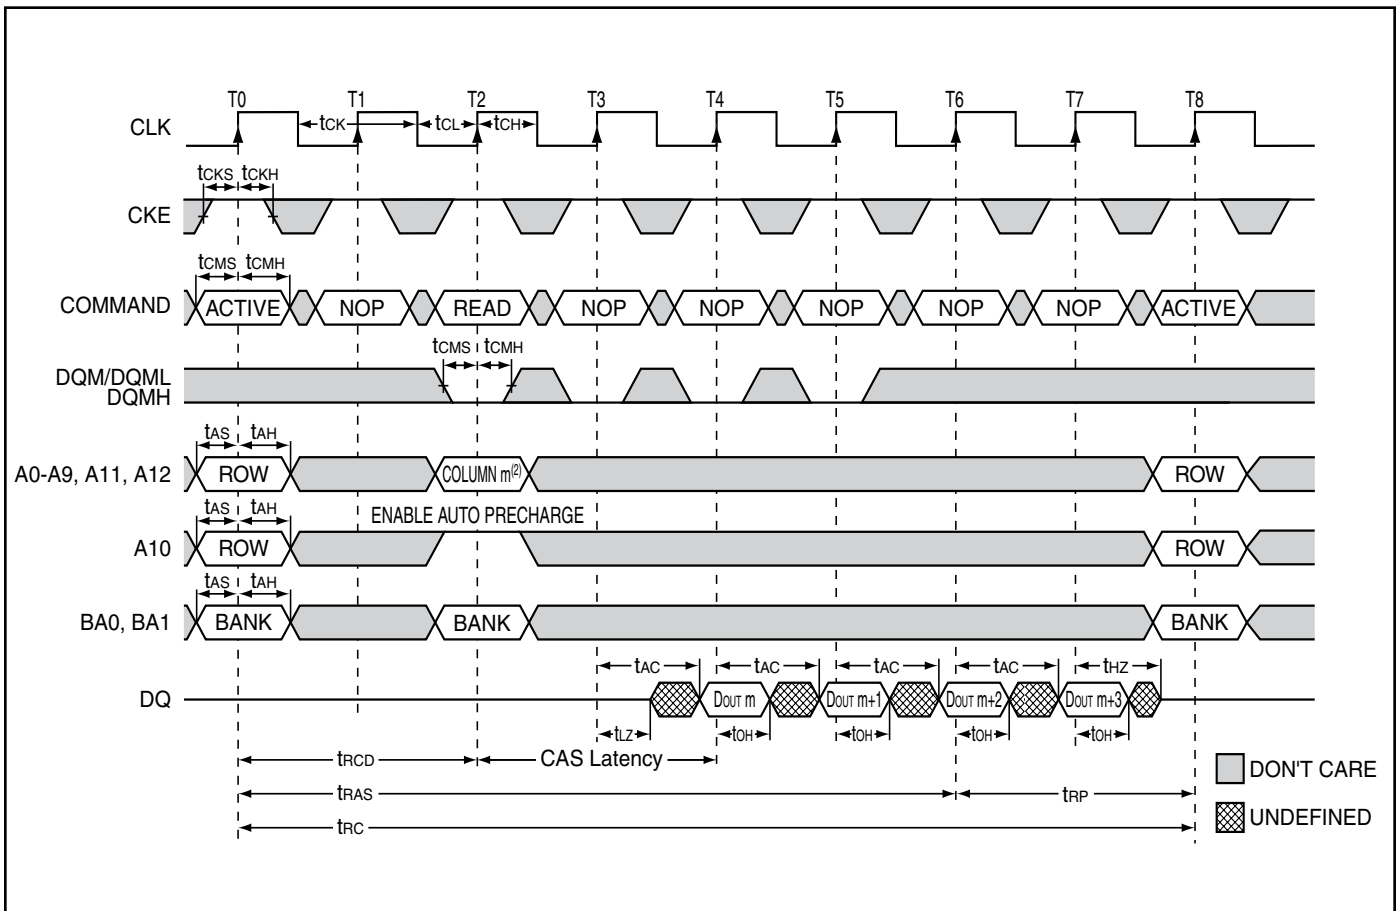 T0 T1 T2 T3 T4 T5 T6 T7 T8
CLK tCK tCL tCH
tCKS tCKH
CKE
tCMS tCMH
COMMAND ACTIVE NOP READ NOP NOP NOP NOP NOP ACTIVE
tCMS tCMH
DQM/DQML
DQMH
tAS tAH
A0-A9, A11, A12 ROW COLUMN m(2) ROW
tAS tAH ENABLE AUTO PRECHARGE
A10 ROW ROW
tAS tAH
BA0, BA1 BANK BANK BANK
tAC tAC tAC tAC tHZ
DQ DOUT m DOUT m+1 DOUT m+2 DOUT m+3
tLZ tOH tOH tOH tOH
tRCD CAS Latency
DON'T CARE
tRAS tRP
UNDEFINED
tRC